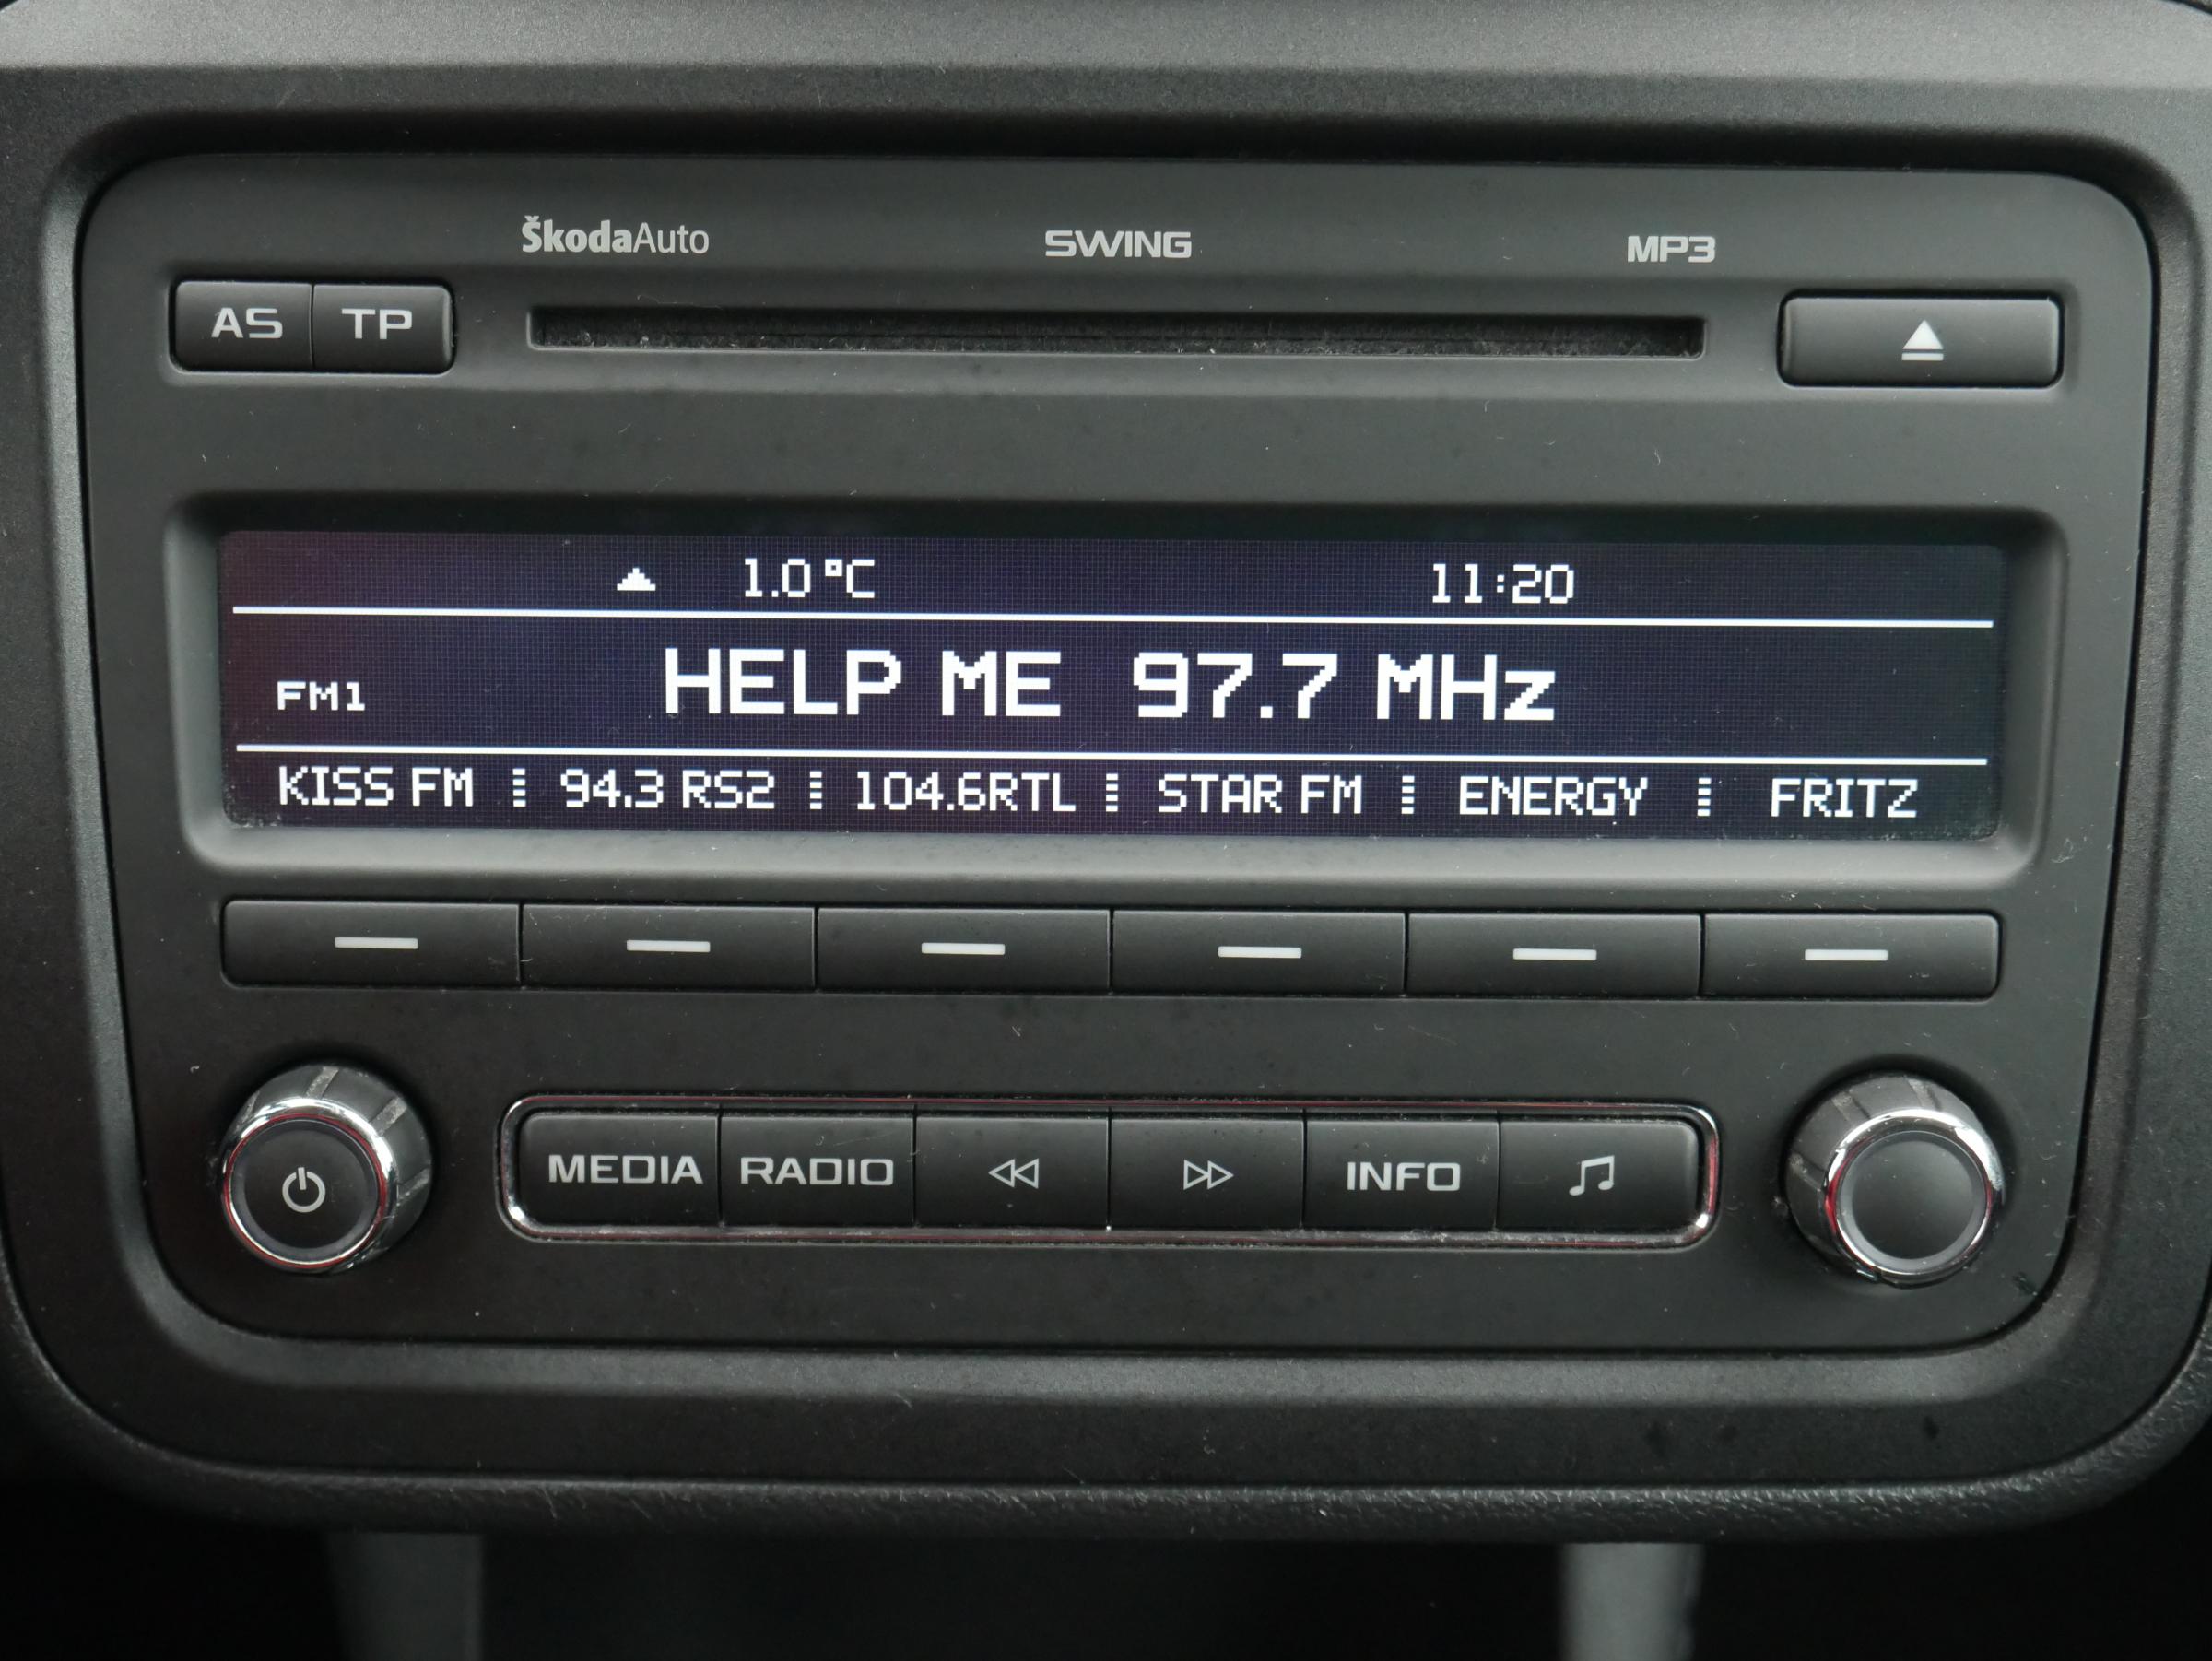 ŠkodaAuto SWING MP3
AS TP
1.0 °C 11:20
FM1 HELP ME 97.7 MHz
KISS FM 94.3 RS2 104.6RTL STAR FM ENERGY FRITZ
MEDIA RADIO INFO